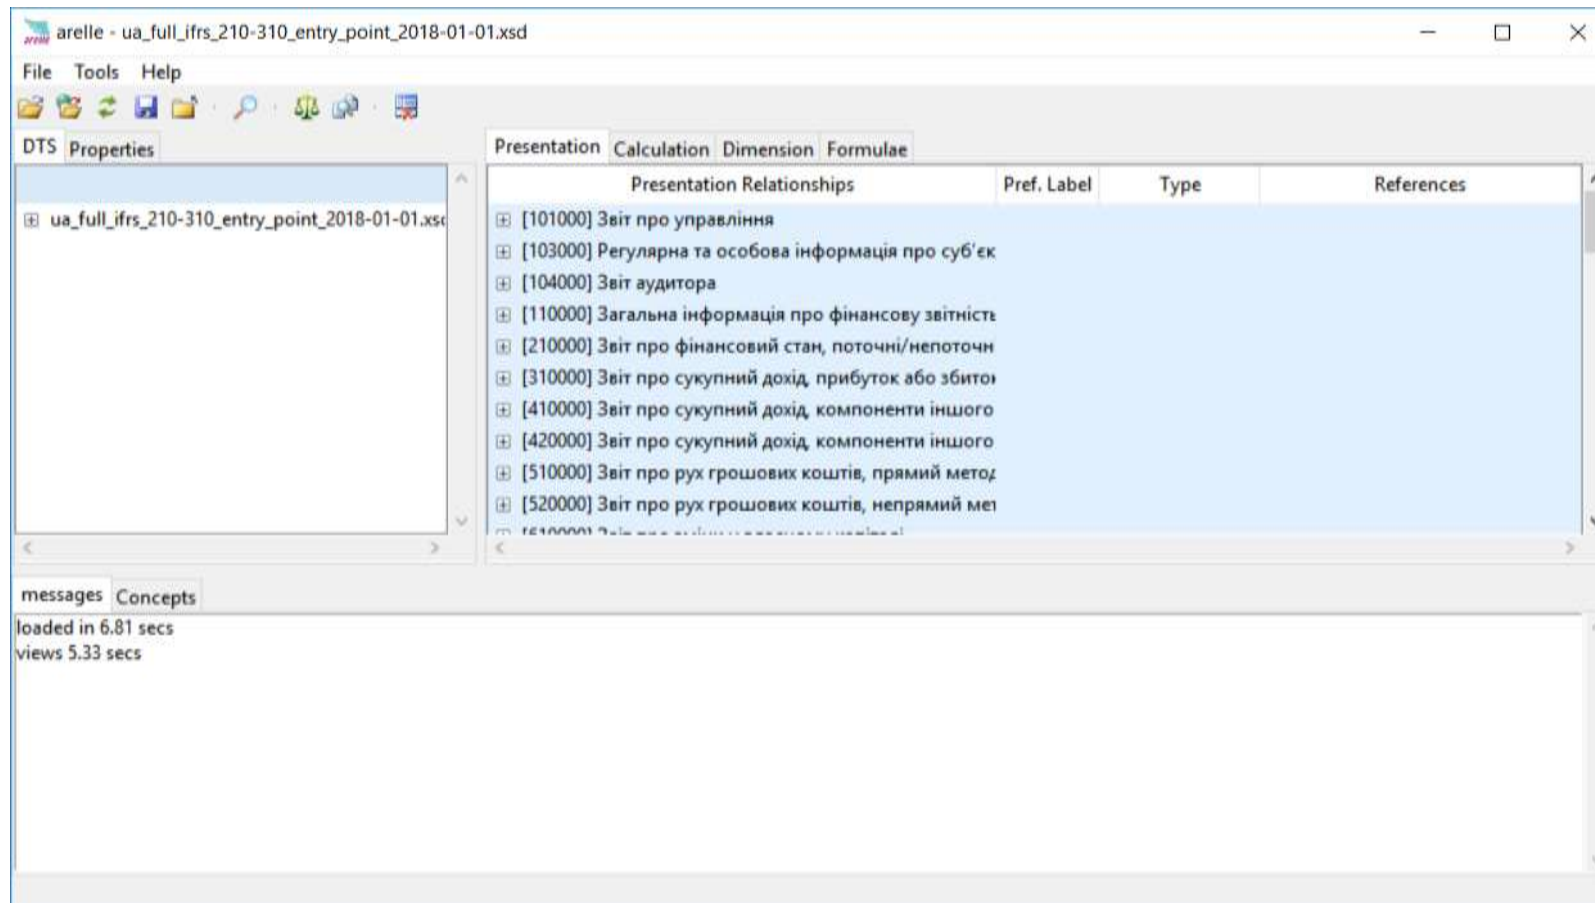 arelle - ua_full_ifrs_210-310_entry_point_2018-01-01.xsd
File Tools Help
DTS Properties
Presentation Calculation Dimension Formulae
Presentation Relationships Pref. Label Type References
ua_full_ifrs_210-310_entry_point_2018-01-01.xsd
[101000] Звіт про управління
[103000] Регулярна та особова інформація про суб'єк
[104000] Звіт аудитора
[110000] Загальна інформація про фінансову звітність
[210000] Звіт про фінансовий стан, поточні/непоточн
[310000] Звіт про сукупний дохід, прибуток або збиток
[410000] Звіт про сукупний дохід, компоненти іншого
[420000] Звіт про сукупний дохід, компоненти іншого
[510000] Звіт про рух грошових коштів, прямий метод
[520000] Звіт про рух грошових коштів, непрямий мет
messages Concepts
loaded in 6.81 secs
views 5.33 secs